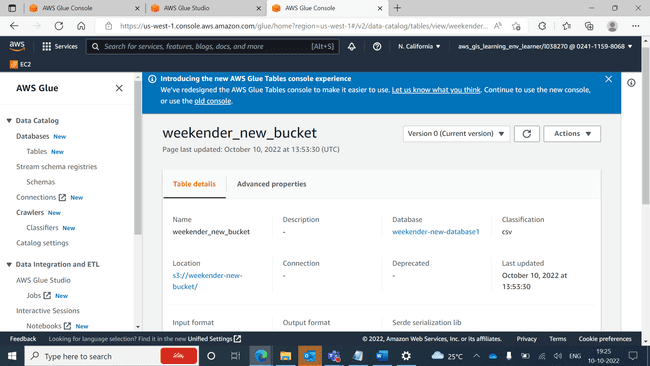 AWS Glue Console
AWS Glue Studio
AWS Glue Console
https://us-west-1.console.aws.amazon.com/glue/home?region=us-west-1#/v2/data-catalog/tables/view/weekender...
aws
Services
Search for services, features, blogs, docs, and more
[Alt+S]
N. California
aws_gis_learning_env_learner/I038270 @ 0241-1159-8068
EC2
AWS Glue
Data Catalog
Databases New
Tables New
Stream schema registries
Schemas
Connections New
Crawlers New
Classifiers New
Catalog settings
Data Integration and ETL
AWS Glue Studio
Jobs New
Interactive Sessions
Notebooks New
Introducing the new AWS Glue Tables console experience
We've redesigned the AWS Glue Tables console to make it easier to use. Let us know what you think. Continue to use the new console,
or use the old console.
weekender_new_bucket
Page last updated: October 10, 2022 at 13:53:30 (UTC)
Version 0 (Current version)
Actions
Table details
Advanced properties
Name
weekender_new_bucket
Description
-
Database
weekender-new-database1
Classification
csv
Location
s3://weekender-new-
bucket/
Connection
-
Deprecated
-
Last updated
October 10, 2022 at
13:53:30
Input format
Output format
Serde serialization lib
Feedback
Looking for language selection? Find it in the new Unified Settings
© 2022, Amazon Web Services, Inc. or its affiliates.
Privacy
Terms
Cookie preferences
Type here to search
25°C
ENG
19:25
10-10-2022